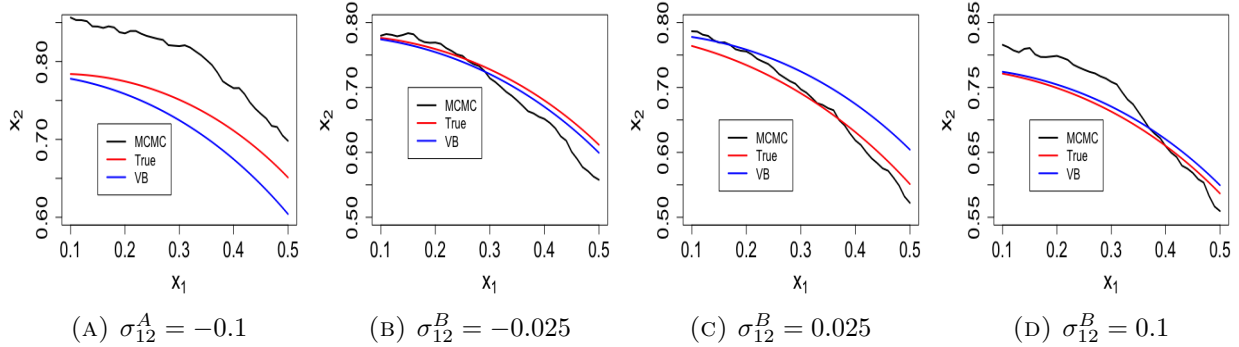 0.60 0.70 0.80
x2
MCMC
True
VB
0.1 0.2 0.3 0.4 0.5
x1
(A) σ₁₂ᴬ = −0.1
0.50 0.60 0.70 0.80
x2
MCMC
True
VB
0.1 0.2 0.3 0.4 0.5
x1
(B) σ₁₂ᴮ = −0.025
0.50 0.60 0.70 0.80
x2
MCMC
True
VB
0.1 0.2 0.3 0.4 0.5
x1
(C) σ₁₂ᴮ = 0.025
0.55 0.65 0.75 0.85
x2
MCMC
True
VB
0.1 0.2 0.3 0.4 0.5
x1
(D) σ₁₂ᴮ = 0.1